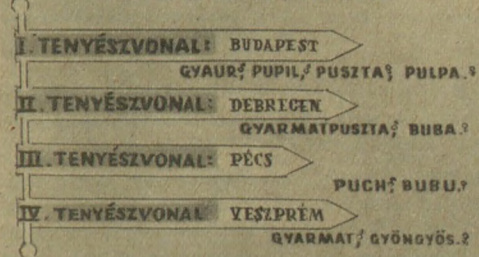 I. TENYÉSZVONAL: BUDAPEST
GYAUR♂, PUPIL♂, PUSZTA♀, PULPA.♀
II. TENYÉSZVONAL: DEBRECEN
GYARMATPUSZTA♂, BUBA.♀
III. TENYÉSZVONAL: PÉCS
PUCH♂, BUBU.♀
IV. TENYÉSZVONAL VESZPRÉM
GYARMAT♂, GYÖNGYÖS.♀